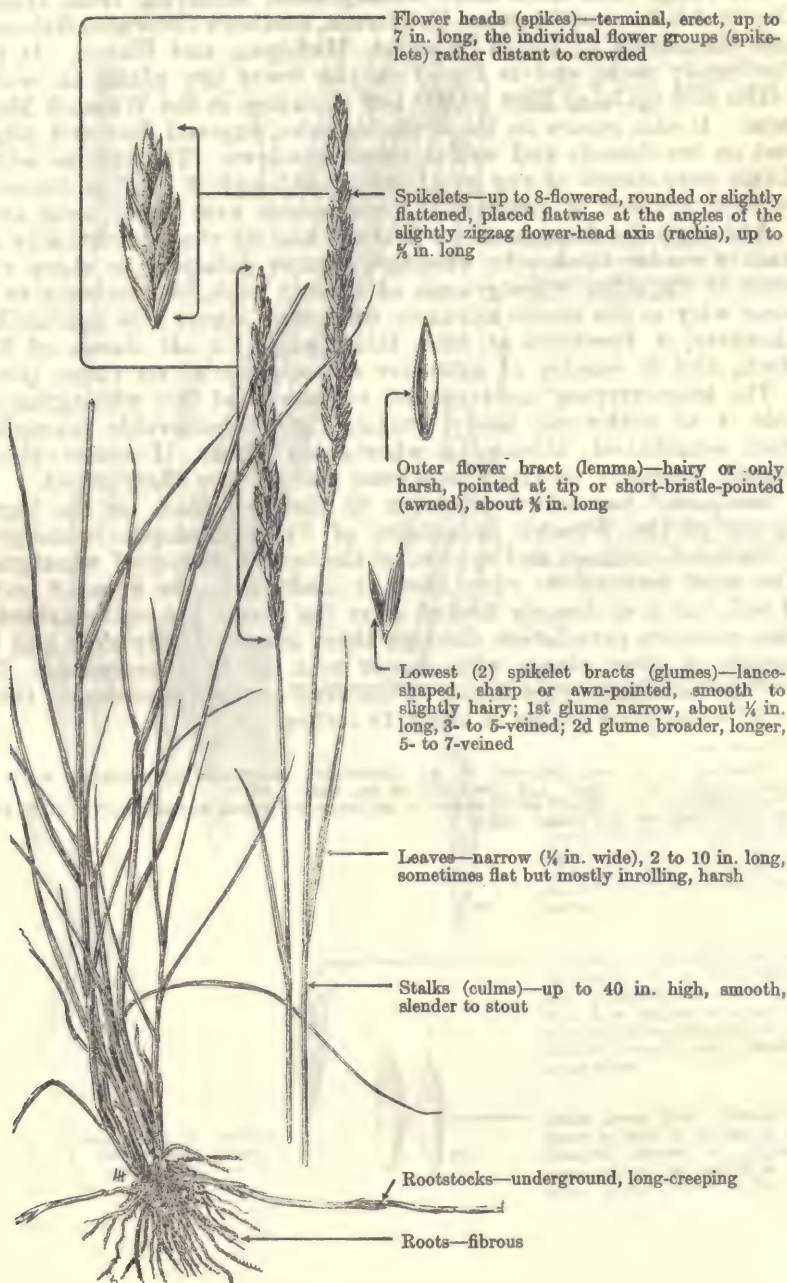 Flower heads (spikes)—terminal, erect, up to
7 in. long, the individual flower groups (spike-
lets) rather distant to crowded
Spikelets—up to 8-flowered, rounded or slightly
flattened, placed flatwise at the angles of the
slightly zigzag flower-head axis (rachis), up to
in. long
Outer flower bract (lemma)—hairy or only
harsh, pointed at tip or short-bristle-pointed
(awned), about in. long
Lowest (2) spikelet bracts (glumes)—lance-
shaped, sharp or awn-pointed, smooth to
slightly hairy; 1st glume narrow, about ¼ in.
long, 3- to 5-veined; 2d glume broader, longer,
5- to 7-veined
Leaves—narrow (¼ in. wide), 2 to 10 in. long,
sometimes flat but mostly inrolling, harsh
Stalks (culms)—up to 40 in. high, smooth,
slender to stout
Rootstocks—underground, long-creeping
Roots—fibrous